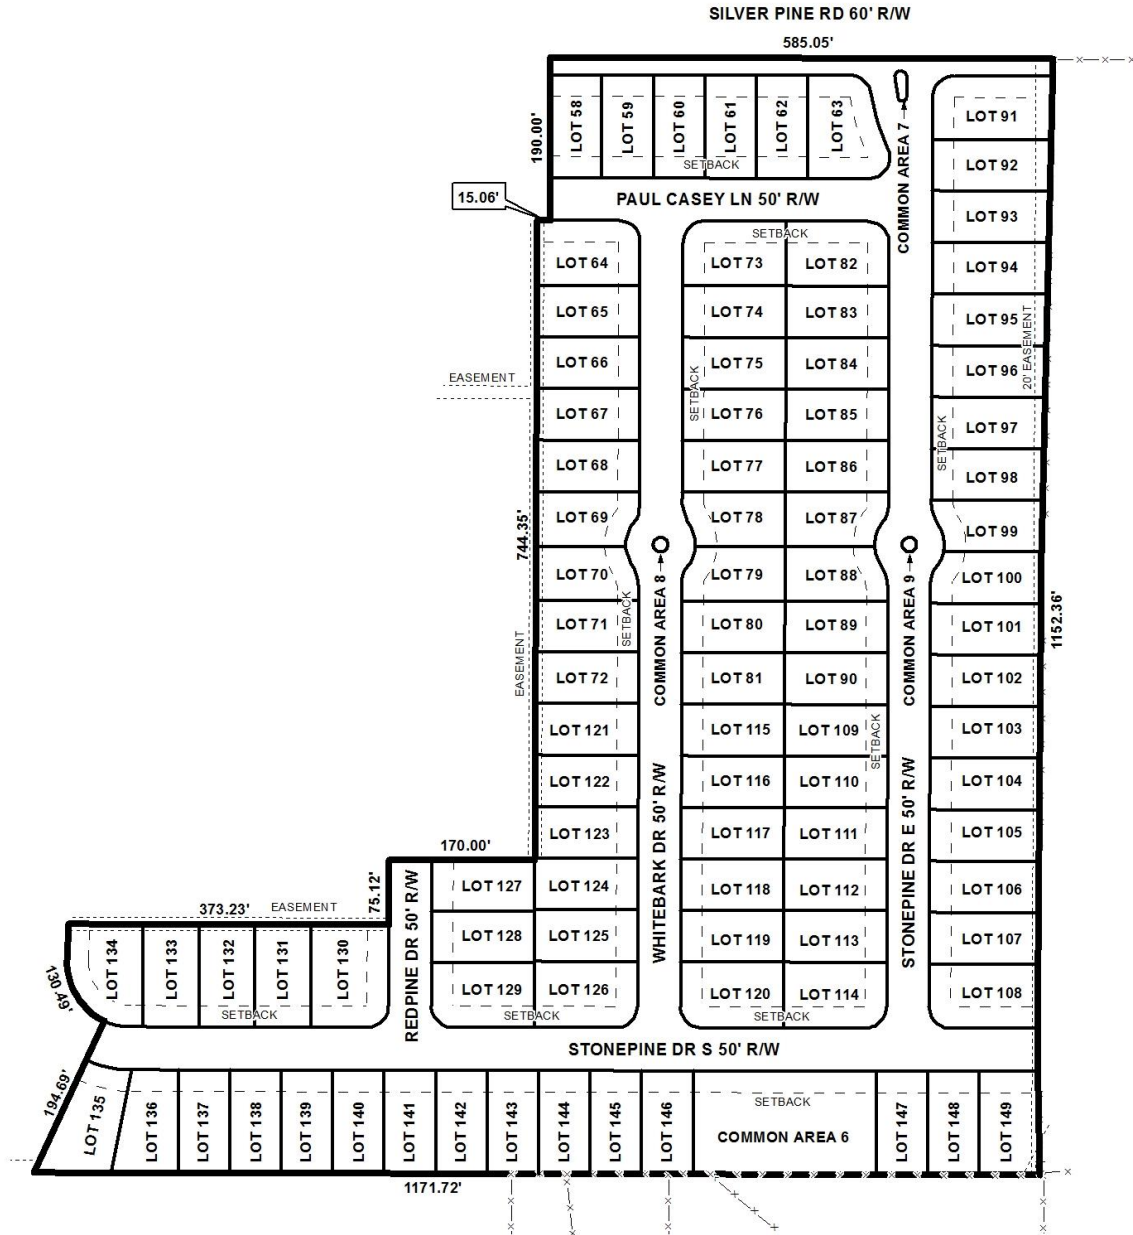 SILVER PINE RD 60' R/W
585.05'
190.00'
LOT 58
LOT 59
LOT 60
LOT 61
LOT 62
LOT 63
SETBACK
COMMON AREA 7
LOT 91
LOT 92
LOT 93
LOT 94
LOT 95
LOT 96
LOT 97
LOT 98
LOT 99
LOT 100
LOT 101
LOT 102
LOT 103
LOT 104
LOT 105
LOT 106
LOT 107
LOT 108
20' EASEMENT
SETBACK
1152.36'
15.06'
PAUL CASEY LN 50' R/W
LOT 64
LOT 65
LOT 66
LOT 67
LOT 68
LOT 69
LOT 70
LOT 71
LOT 72
LOT 121
LOT 122
LOT 123
LOT 124
LOT 125
LOT 126
SETBACK
EASEMENT
744.35'
EASEMENT
SETBACK
LOT 73
LOT 74
LOT 75
LOT 76
LOT 77
LOT 78
LOT 79
LOT 80
LOT 81
LOT 115
LOT 116
LOT 117
LOT 118
LOT 119
LOT 120
SETBACK
LOT 82
LOT 83
LOT 84
LOT 85
LOT 86
LOT 87
LOT 88
LOT 89
LOT 90
LOT 109
LOT 110
LOT 111
LOT 112
LOT 113
LOT 114
SETBACK
SETBACK
COMMON AREA 8
WHITEBARK DR 50' R/W
COMMON AREA 9
STONEPINE DR E 50' R/W
170.00'
75.12'
REDPINE DR 50' R/W
LOT 127
LOT 128
LOT 129
SETBACK
373.23'
EASEMENT
LOT 134
LOT 133
LOT 132
LOT 131
LOT 130
SETBACK
130.49'
STONEPINE DR S 50' R/W
194.69'
LOT 135
LOT 136
LOT 137
LOT 138
LOT 139
LOT 140
LOT 141
LOT 142
LOT 143
LOT 144
LOT 145
LOT 146
SETBACK
COMMON AREA 6
LOT 147
LOT 148
LOT 149
1171.72'